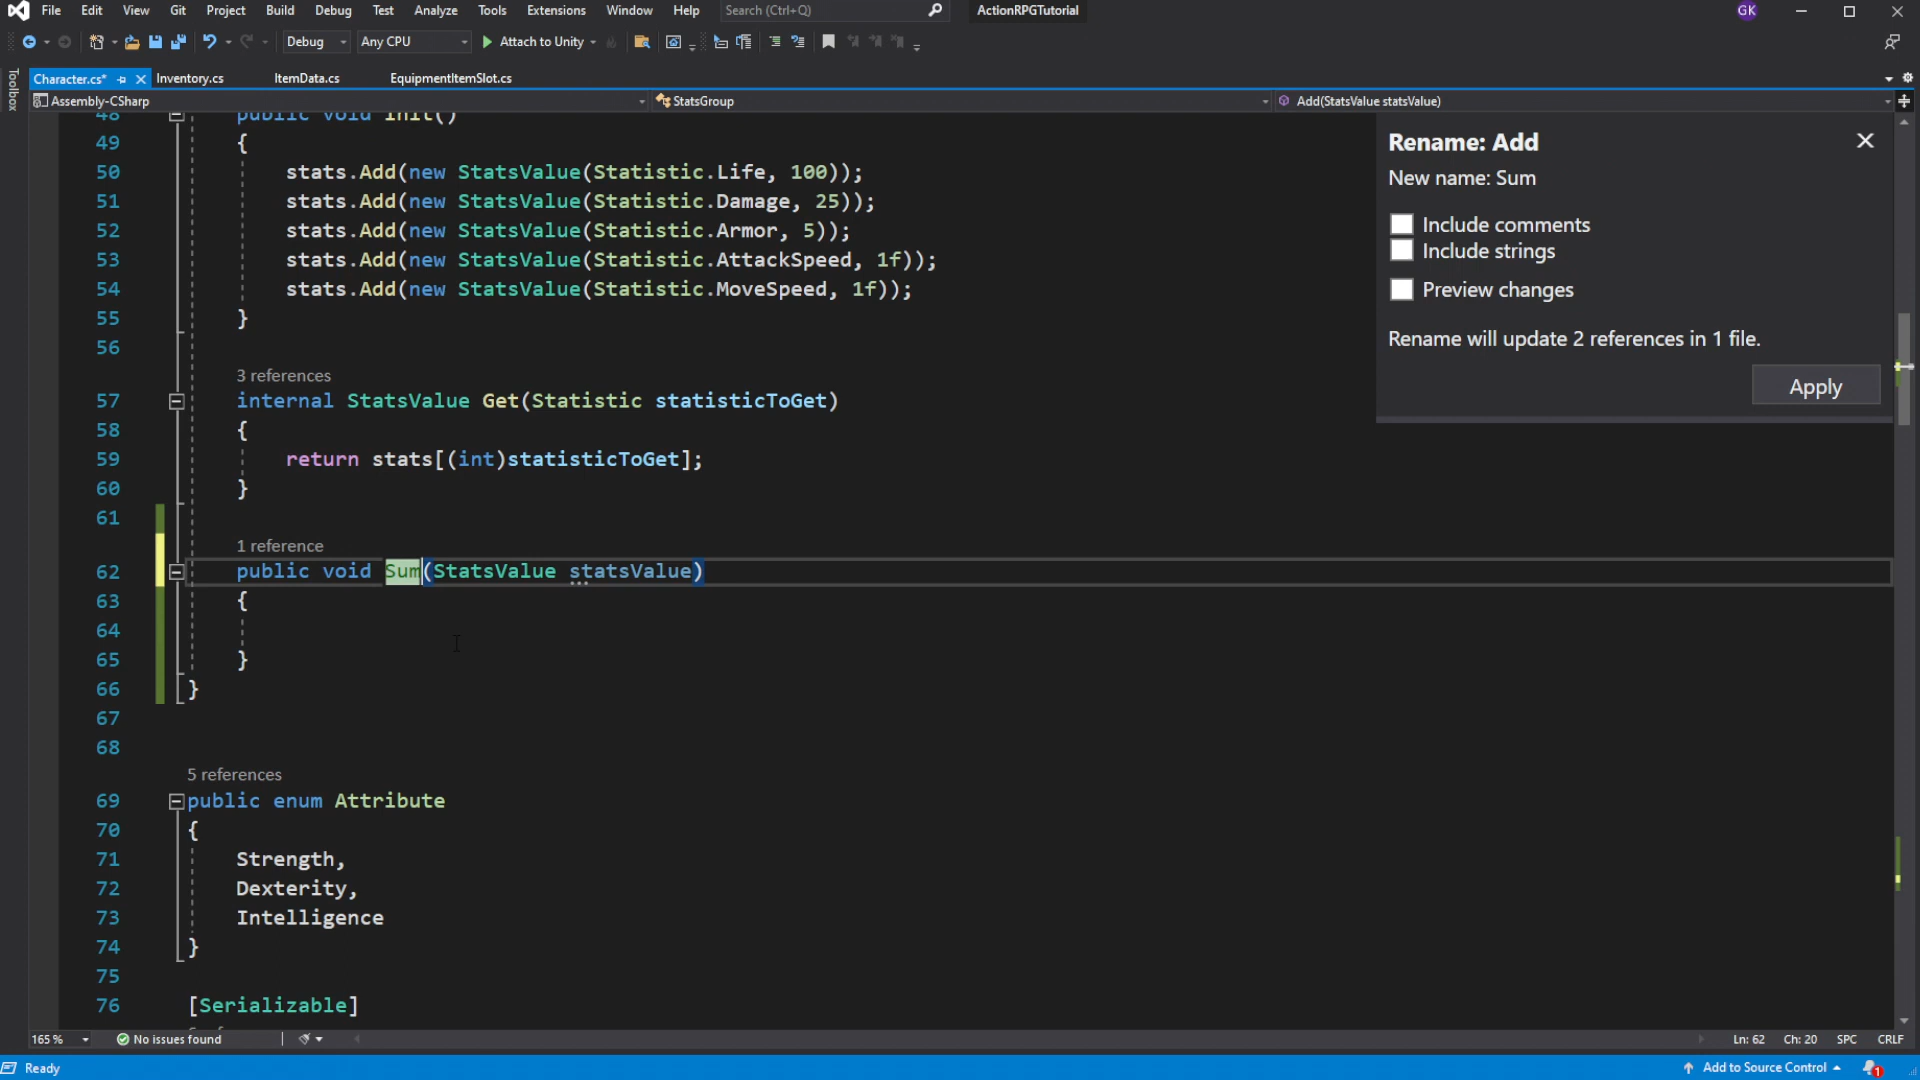 File Edit View Git Project Build Debug Test Analyze Tools Extensions Window Help Search (Ctrl+Q) ActionRPGTutorial GK
Debug Any CPU Attach to Unity
Toolbox
Character.cs* Inventory.cs ItemData.cs EquipmentItemSlot.cs
Assembly-CSharp StatsGroup Add(StatsValue statsValue)
48 public void Init()
49 {
50 stats.Add(new StatsValue(Statistic.Life, 100));
51 stats.Add(new StatsValue(Statistic.Damage, 25));
52 stats.Add(new StatsValue(Statistic.Armor, 5));
53 stats.Add(new StatsValue(Statistic.AttackSpeed, 1f));
54 stats.Add(new StatsValue(Statistic.MoveSpeed, 1f));
55 }
56
3 references
57 internal StatsValue Get(Statistic statisticToGet)
58 {
59 return stats[(int)statisticToGet];
60 }
61
1 reference
62 public void Sum(StatsValue statsValue)
63 {
64
65 }
66 }
67
68
5 references
69 public enum Attribute
70 {
71 Strength,
72 Dexterity,
73 Intelligence
74 }
75
76 [Serializable]
Rename: Add
New name: Sum
Include comments
Include strings
Preview changes
Rename will update 2 references in 1 file.
Apply
165 % No issues found Ln: 62 Ch: 20 SPC CRLF
Ready Add to Source Control 1